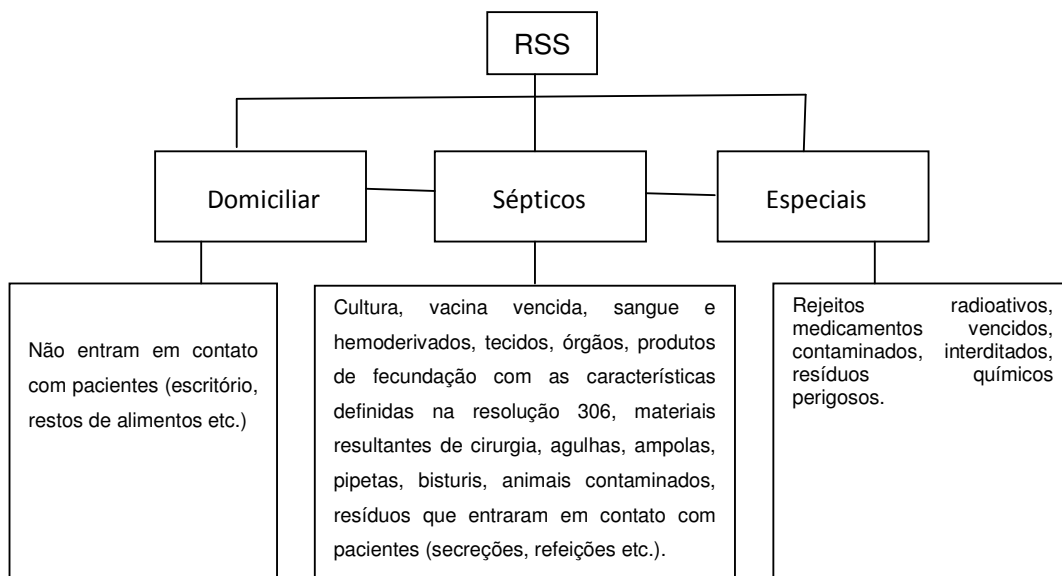 RSS
Domiciliar
Sépticos
Especiais
Não entram em contato
com pacientes (escritório,
restos de alimentos etc.)
Cultura, vacina vencida, sangue e
hemoderivados, tecidos, órgãos, produtos
de fecundação com as características
definidas na resolução 306, materiais
resultantes de cirurgia, agulhas, ampolas,
pipetas, bisturis, animais contaminados,
resíduos que entraram em contato com
pacientes (secreções, refeições etc.).
Rejeitos radioativos,
medicamentos vencidos,
contaminados, interditados,
resíduos químicos
perigosos.